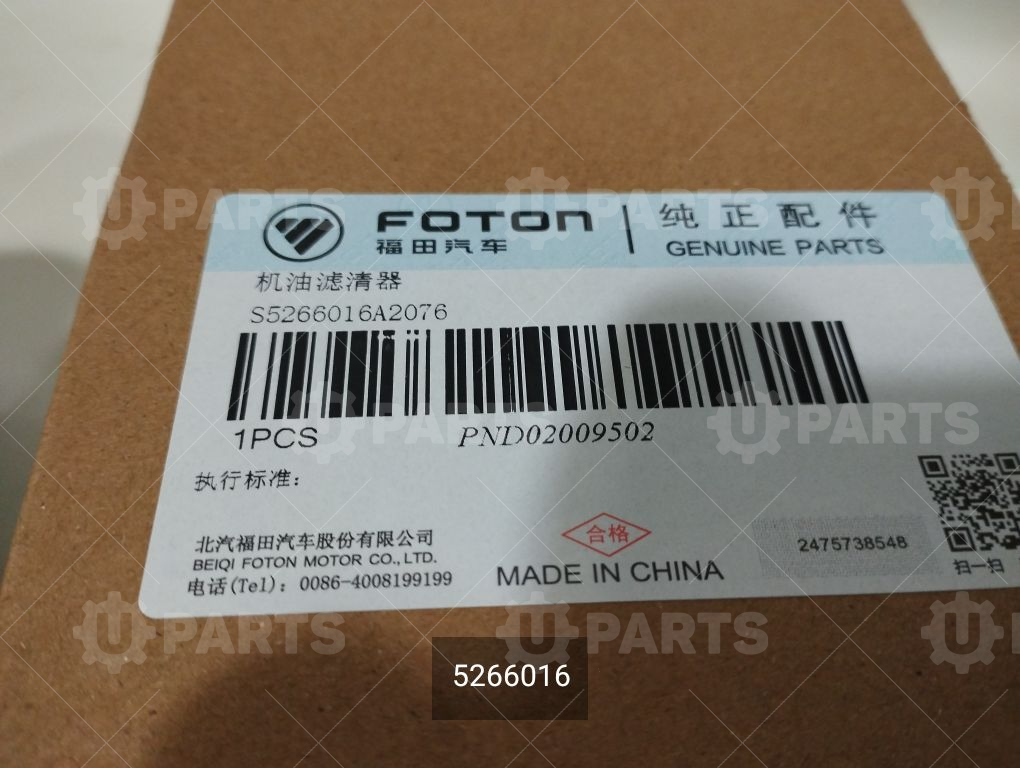 FOTON | 纯正配件
福田汽车 GENUINE PARTS
机油滤清器
S5266016A2076
1PCS PND02009502
执行标准：
北汽福田汽车股份有限公司
BEIQI FOTON MOTOR CO., LTD.
电话(Tel)：0086-4008199199
合格
MADE IN CHINA
2475738548
扫一扫
UPARTS
5266016